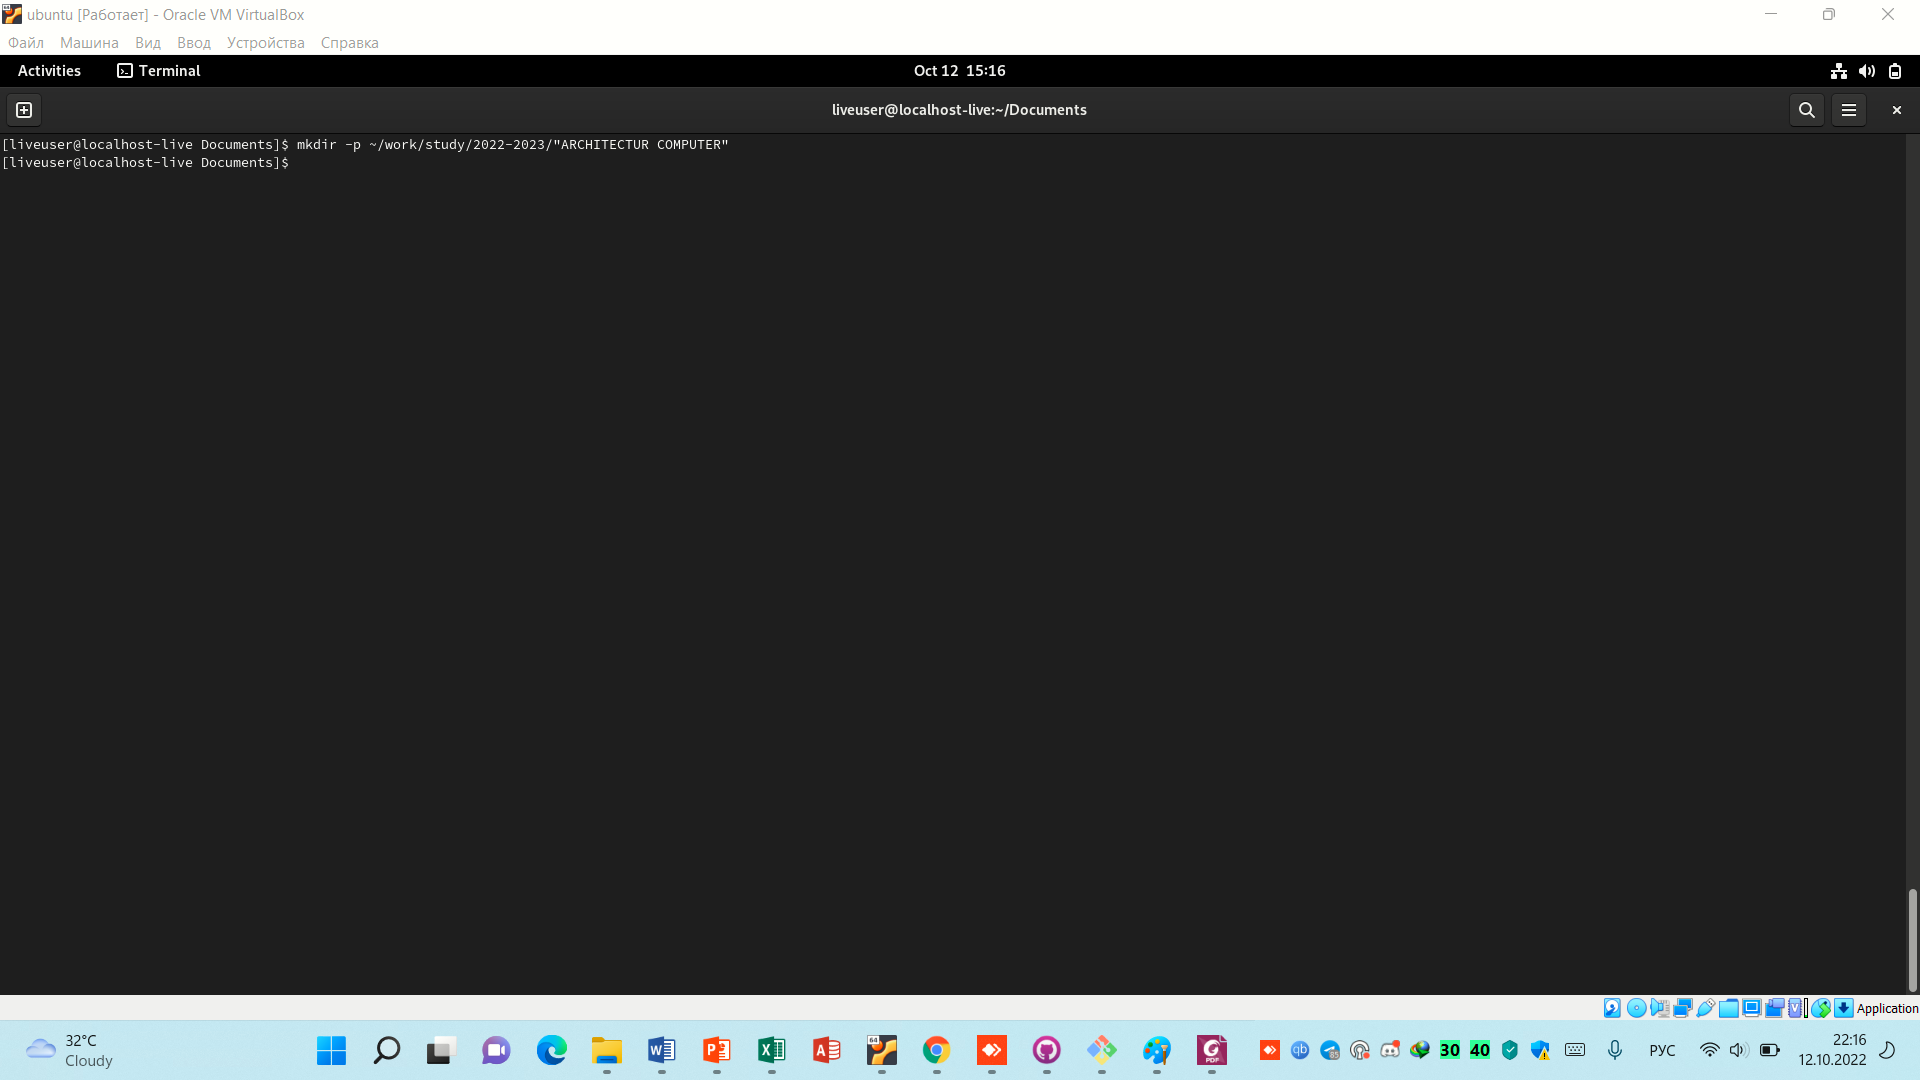 ubuntu [Работает] - Oracle VM VirtualBox
Файл Машина Вид Ввод Устройства Справка
Activities Terminal Oct 12 15:16
liveuser@localhost-live:~/Documents
[liveuser@localhost-live Documents]$ mkdir -p ~/work/study/2022-2023/"ARCHITECTUR COMPUTER"
[liveuser@localhost-live Documents]$
Application
32°C
Cloudy
30 40 РУС
22:16
12.10.2022